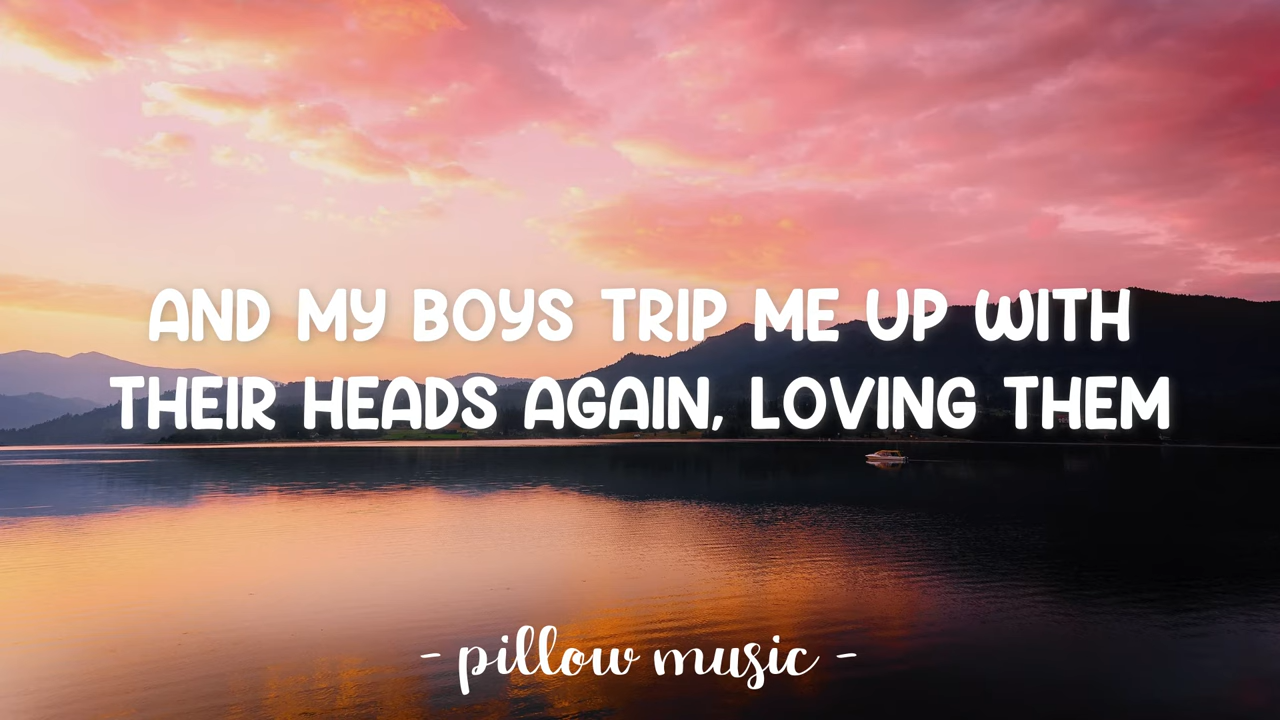 AND MY BOYS TRIP ME UP WITH
THEIR HEADS AGAIN, LOVING THEM
- pillow music -